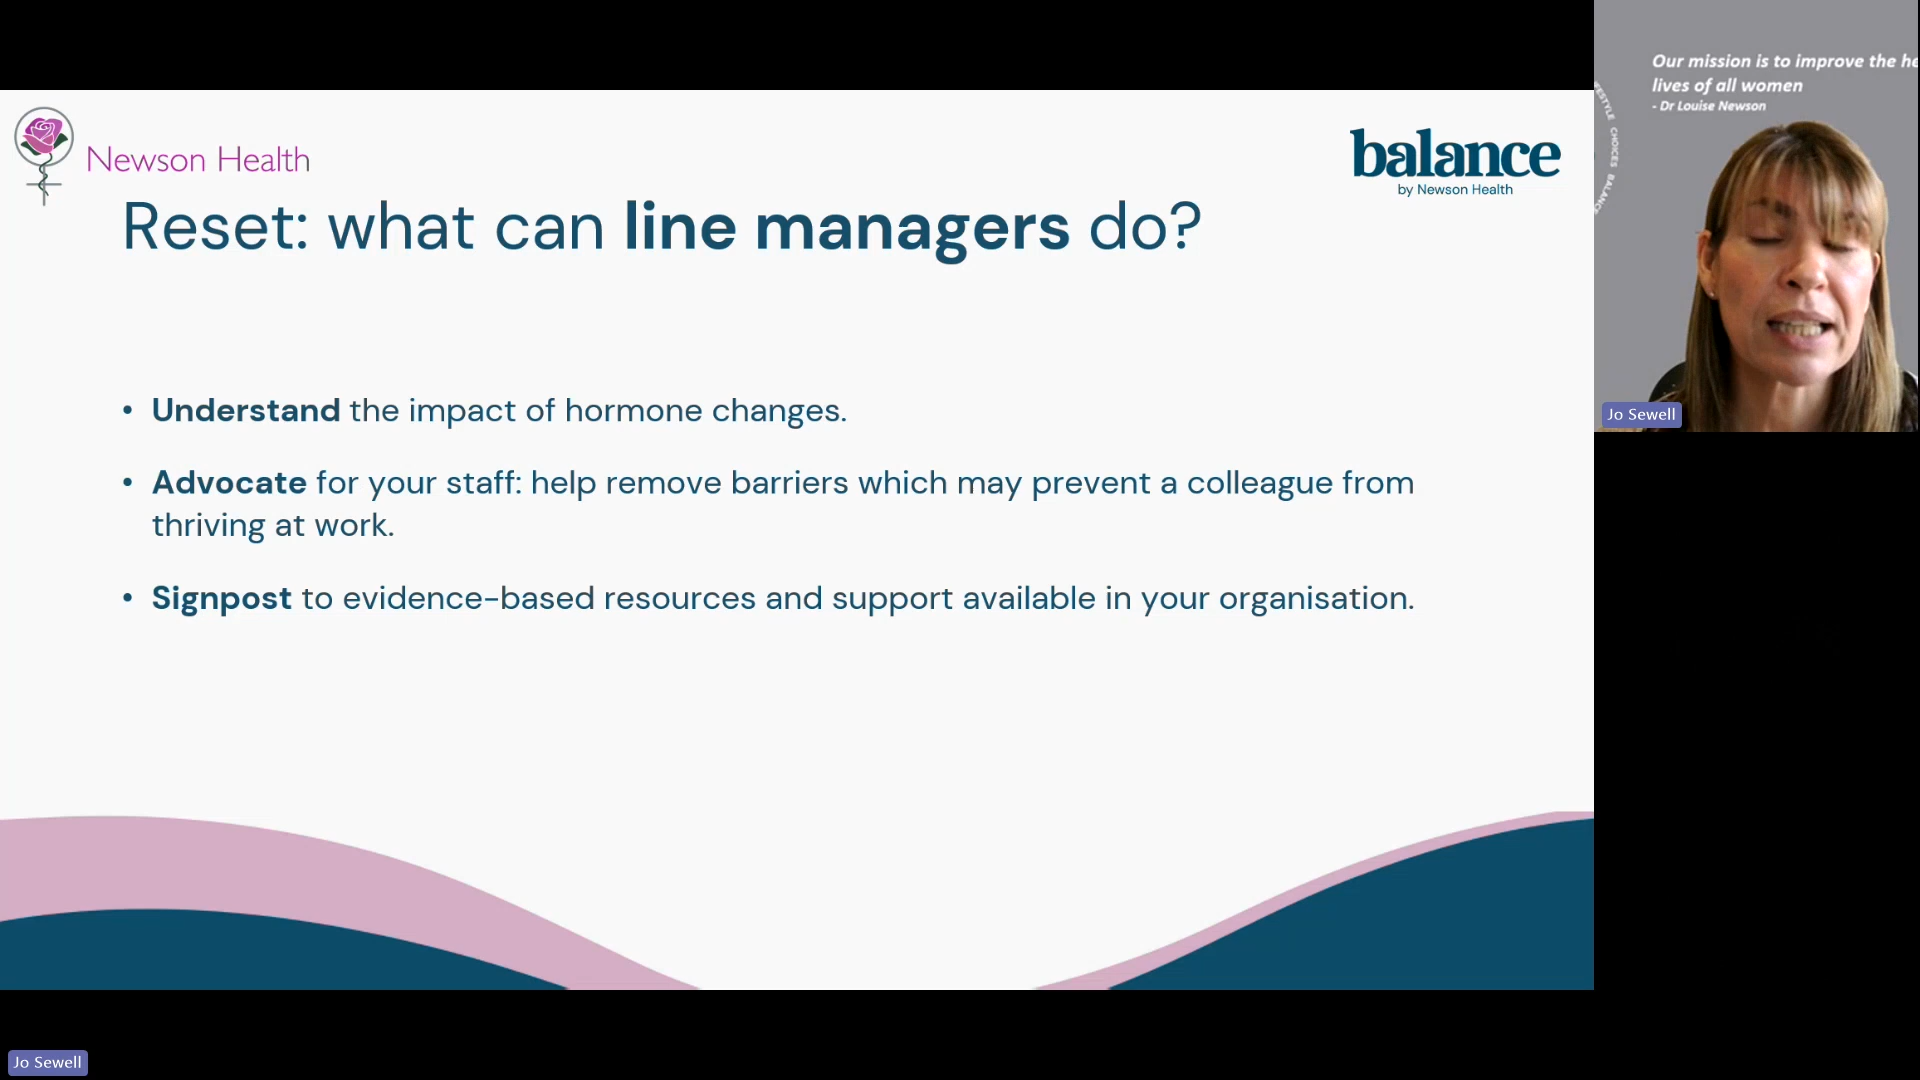 Newson Health
balance
by Newson Health
Reset: what can line managers do?
• Understand the impact of hormone changes.
• Advocate for your staff: help remove barriers which may prevent a colleague from
thriving at work.
• Signpost to evidence-based resources and support available in your organisation.
Our mission is to improve the he
lives of all women
- Dr Louise Newson
CHOICES BALANCE
Jo Sewell
Jo Sewell